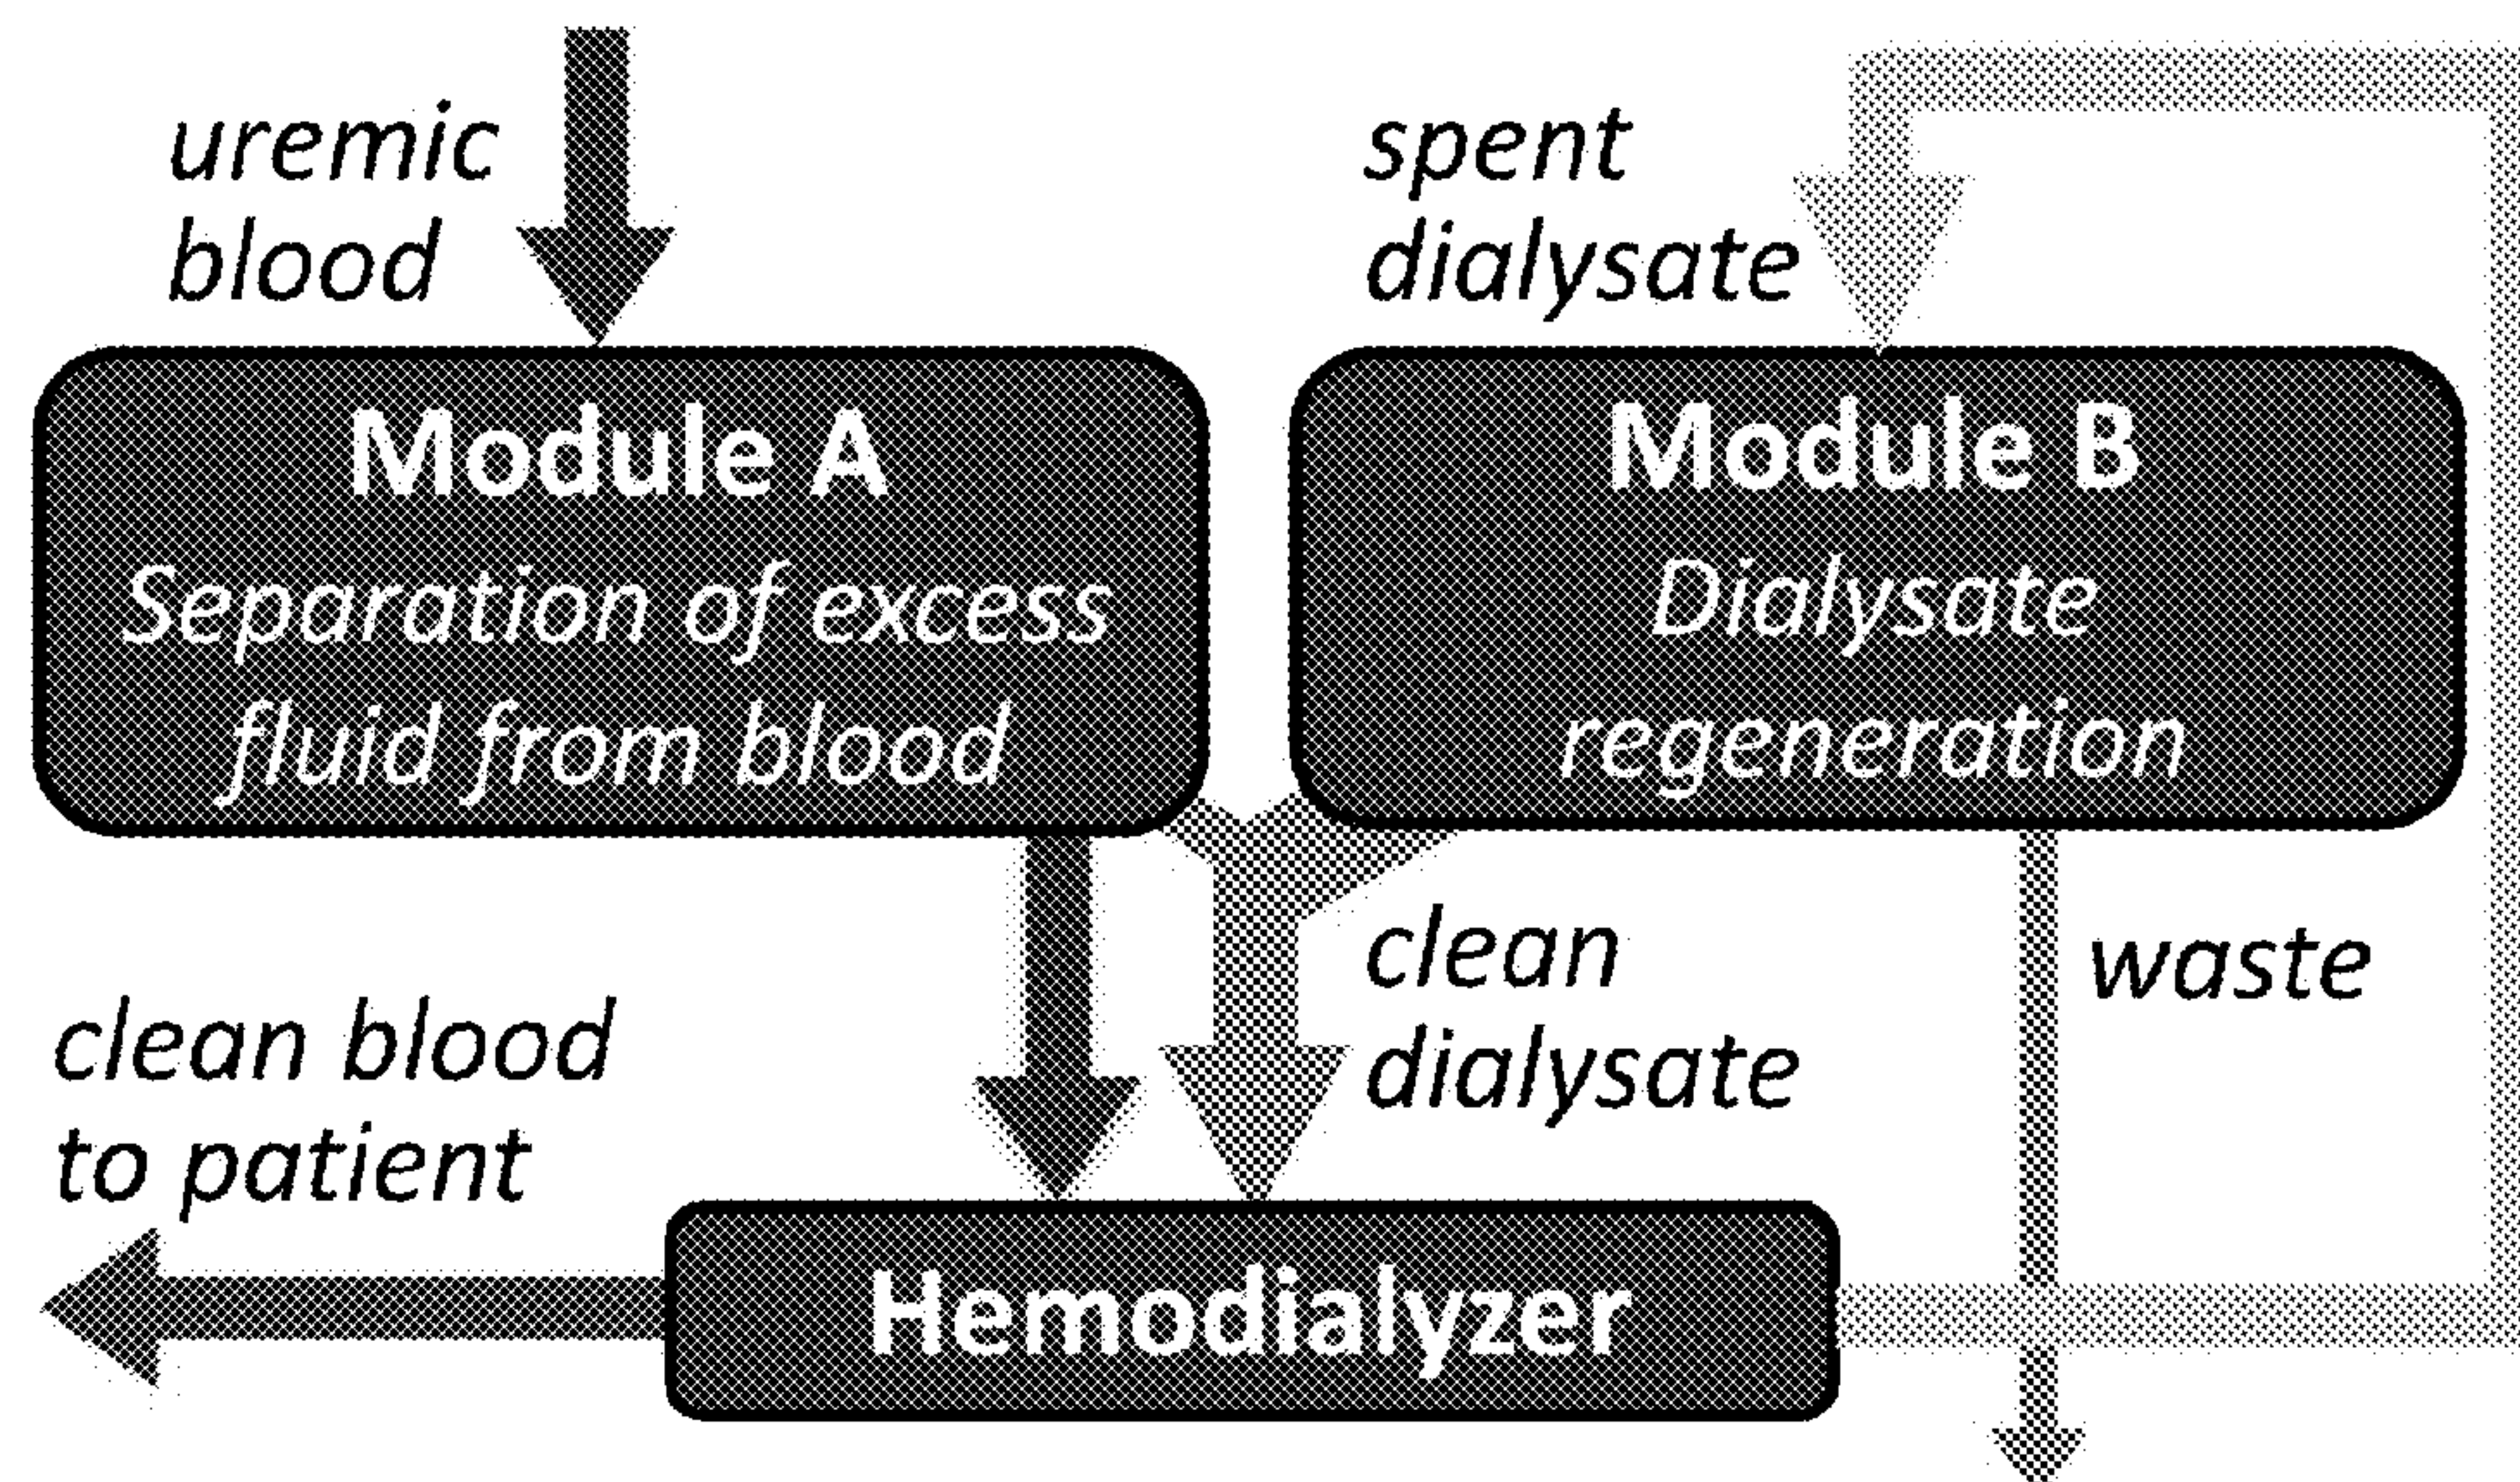 uremic
blood
spent
dialysate
Module A
Separation of excess
fluid from blood
Module B
Dialysate
regeneration
clean
dialysate
waste
clean blood
to patient
Hemodialyzer